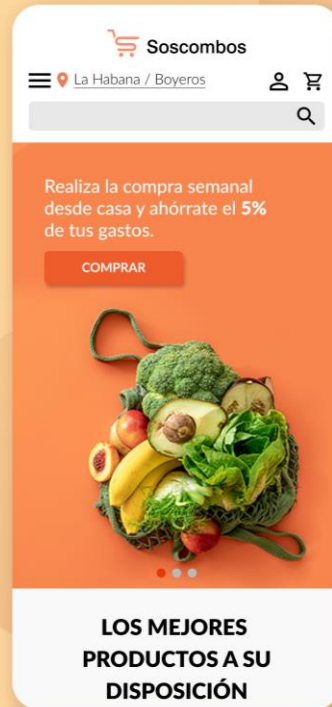 Soscombos
La Habana / Boyeros
Realiza la compra semanal
desde casa y ahórrate el 5%
de tus gastos.
COMPRAR
LOS MEJORES
PRODUCTOS A SU
DISPOSICIÓN